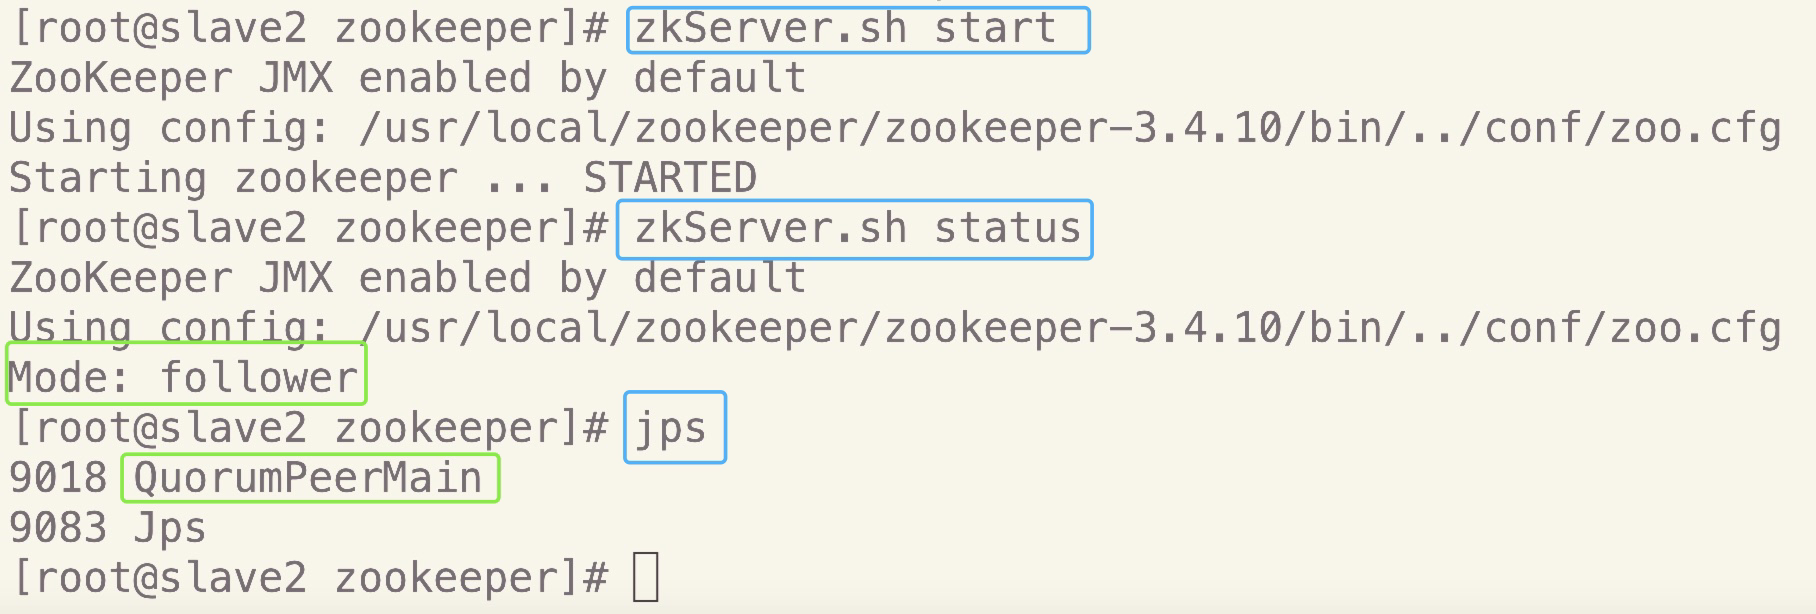 [root@slave2 zookeeper]# zkServer.sh start
ZooKeeper JMX enabled by default
Using config: /usr/local/zookeeper/zookeeper-3.4.10/bin/../conf/zoo.cfg
Starting zookeeper ... STARTED
[root@slave2 zookeeper]# zkServer.sh status
ZooKeeper JMX enabled by default
Using config: /usr/local/zookeeper/zookeeper-3.4.10/bin/../conf/zoo.cfg
Mode: follower
[root@slave2 zookeeper]# jps
9018 QuorumPeerMain
9083 Jps
[root@slave2 zookeeper]#